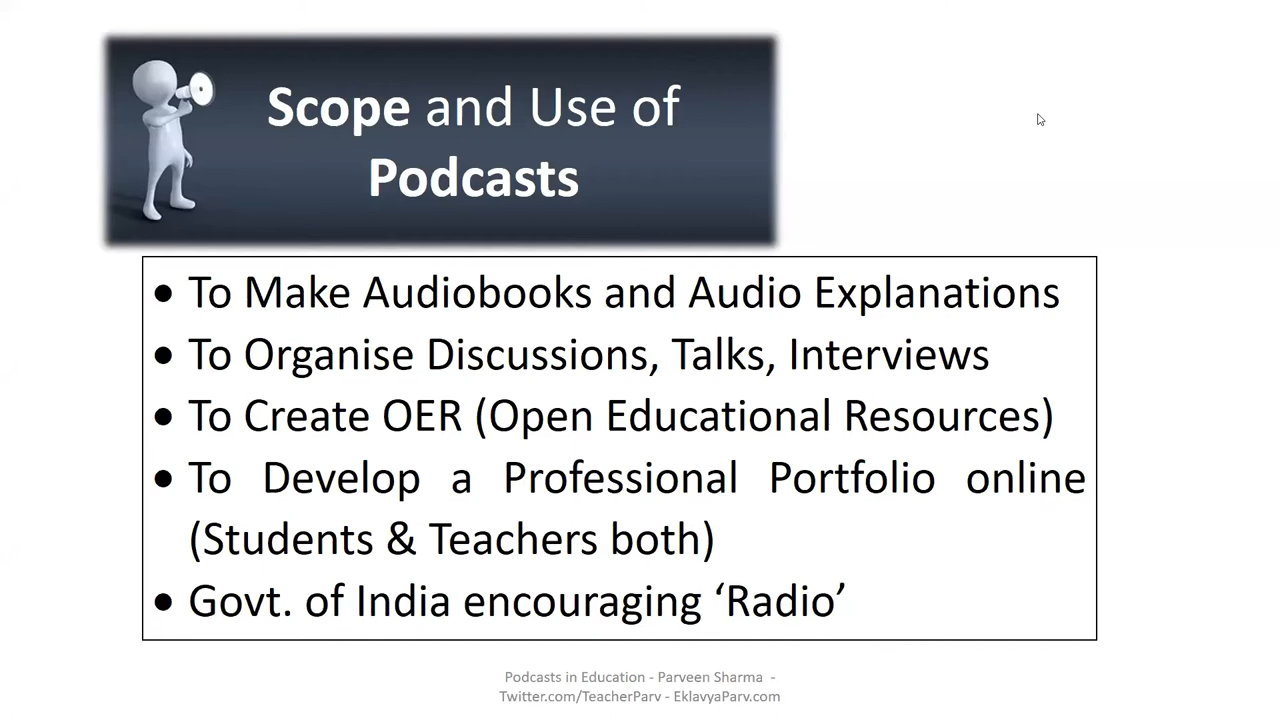 Scope and Use of
Podcasts
• To Make Audiobooks and Audio Explanations
• To Organise Discussions, Talks, Interviews
• To Create OER (Open Educational Resources)
• To Develop a Professional Portfolio online
(Students & Teachers both)
• Govt. of India encouraging ‘Radio’
Podcasts in Education - Parveen Sharma -
Twitter.com/TeacherParv - EklavyaParv.com